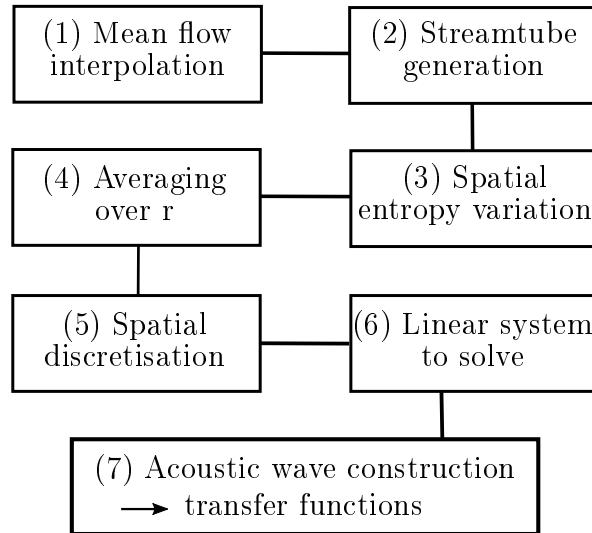 (1) Mean flow
interpolation
(2) Streamtube
generation
(3) Spatial
entropy variation
(4) Averaging
over r
(5) Spatial
discretisation
(6) Linear system
to solve
(7) Acoustic wave construction
→ transfer functions